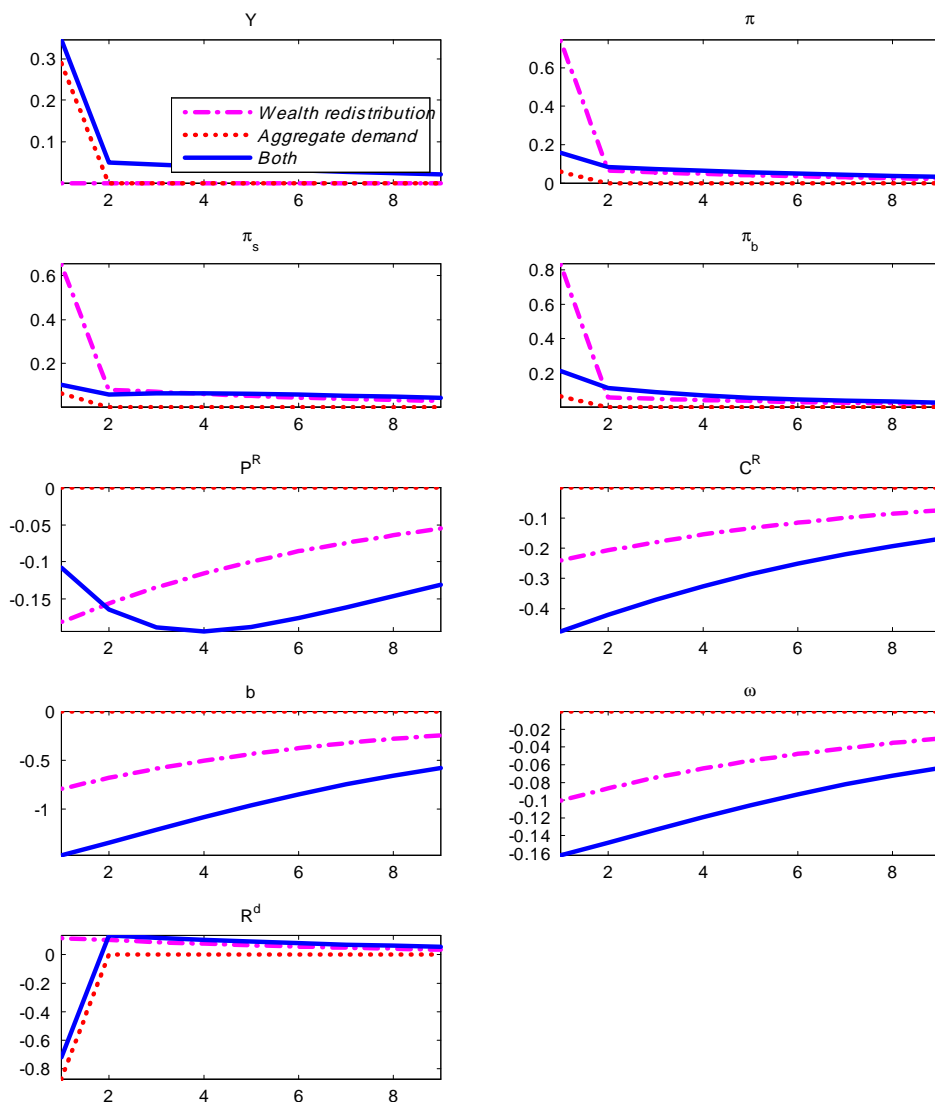 Y
0.3
0.2
0.1
2 4 6 8
Wealth redistribution
Aggregate demand
Both
π
0.6
0.4
0.2
0
2 4 6 8
π_s
0.6
0.4
0.2
2 4 6 8
π_b
0.8
0.6
0.4
0.2
2 4 6 8
P^R
0
-0.05
-0.1
-0.15
2 4 6 8
C^R
-0.1
-0.2
-0.3
-0.4
2 4 6 8
b
0
-0.5
-1
2 4 6 8
ω
-0.02
-0.04
-0.06
-0.08
-0.1
-0.12
-0.14
-0.16
2 4 6 8
R^d
0
-0.2
-0.4
-0.6
-0.8
2 4 6 8